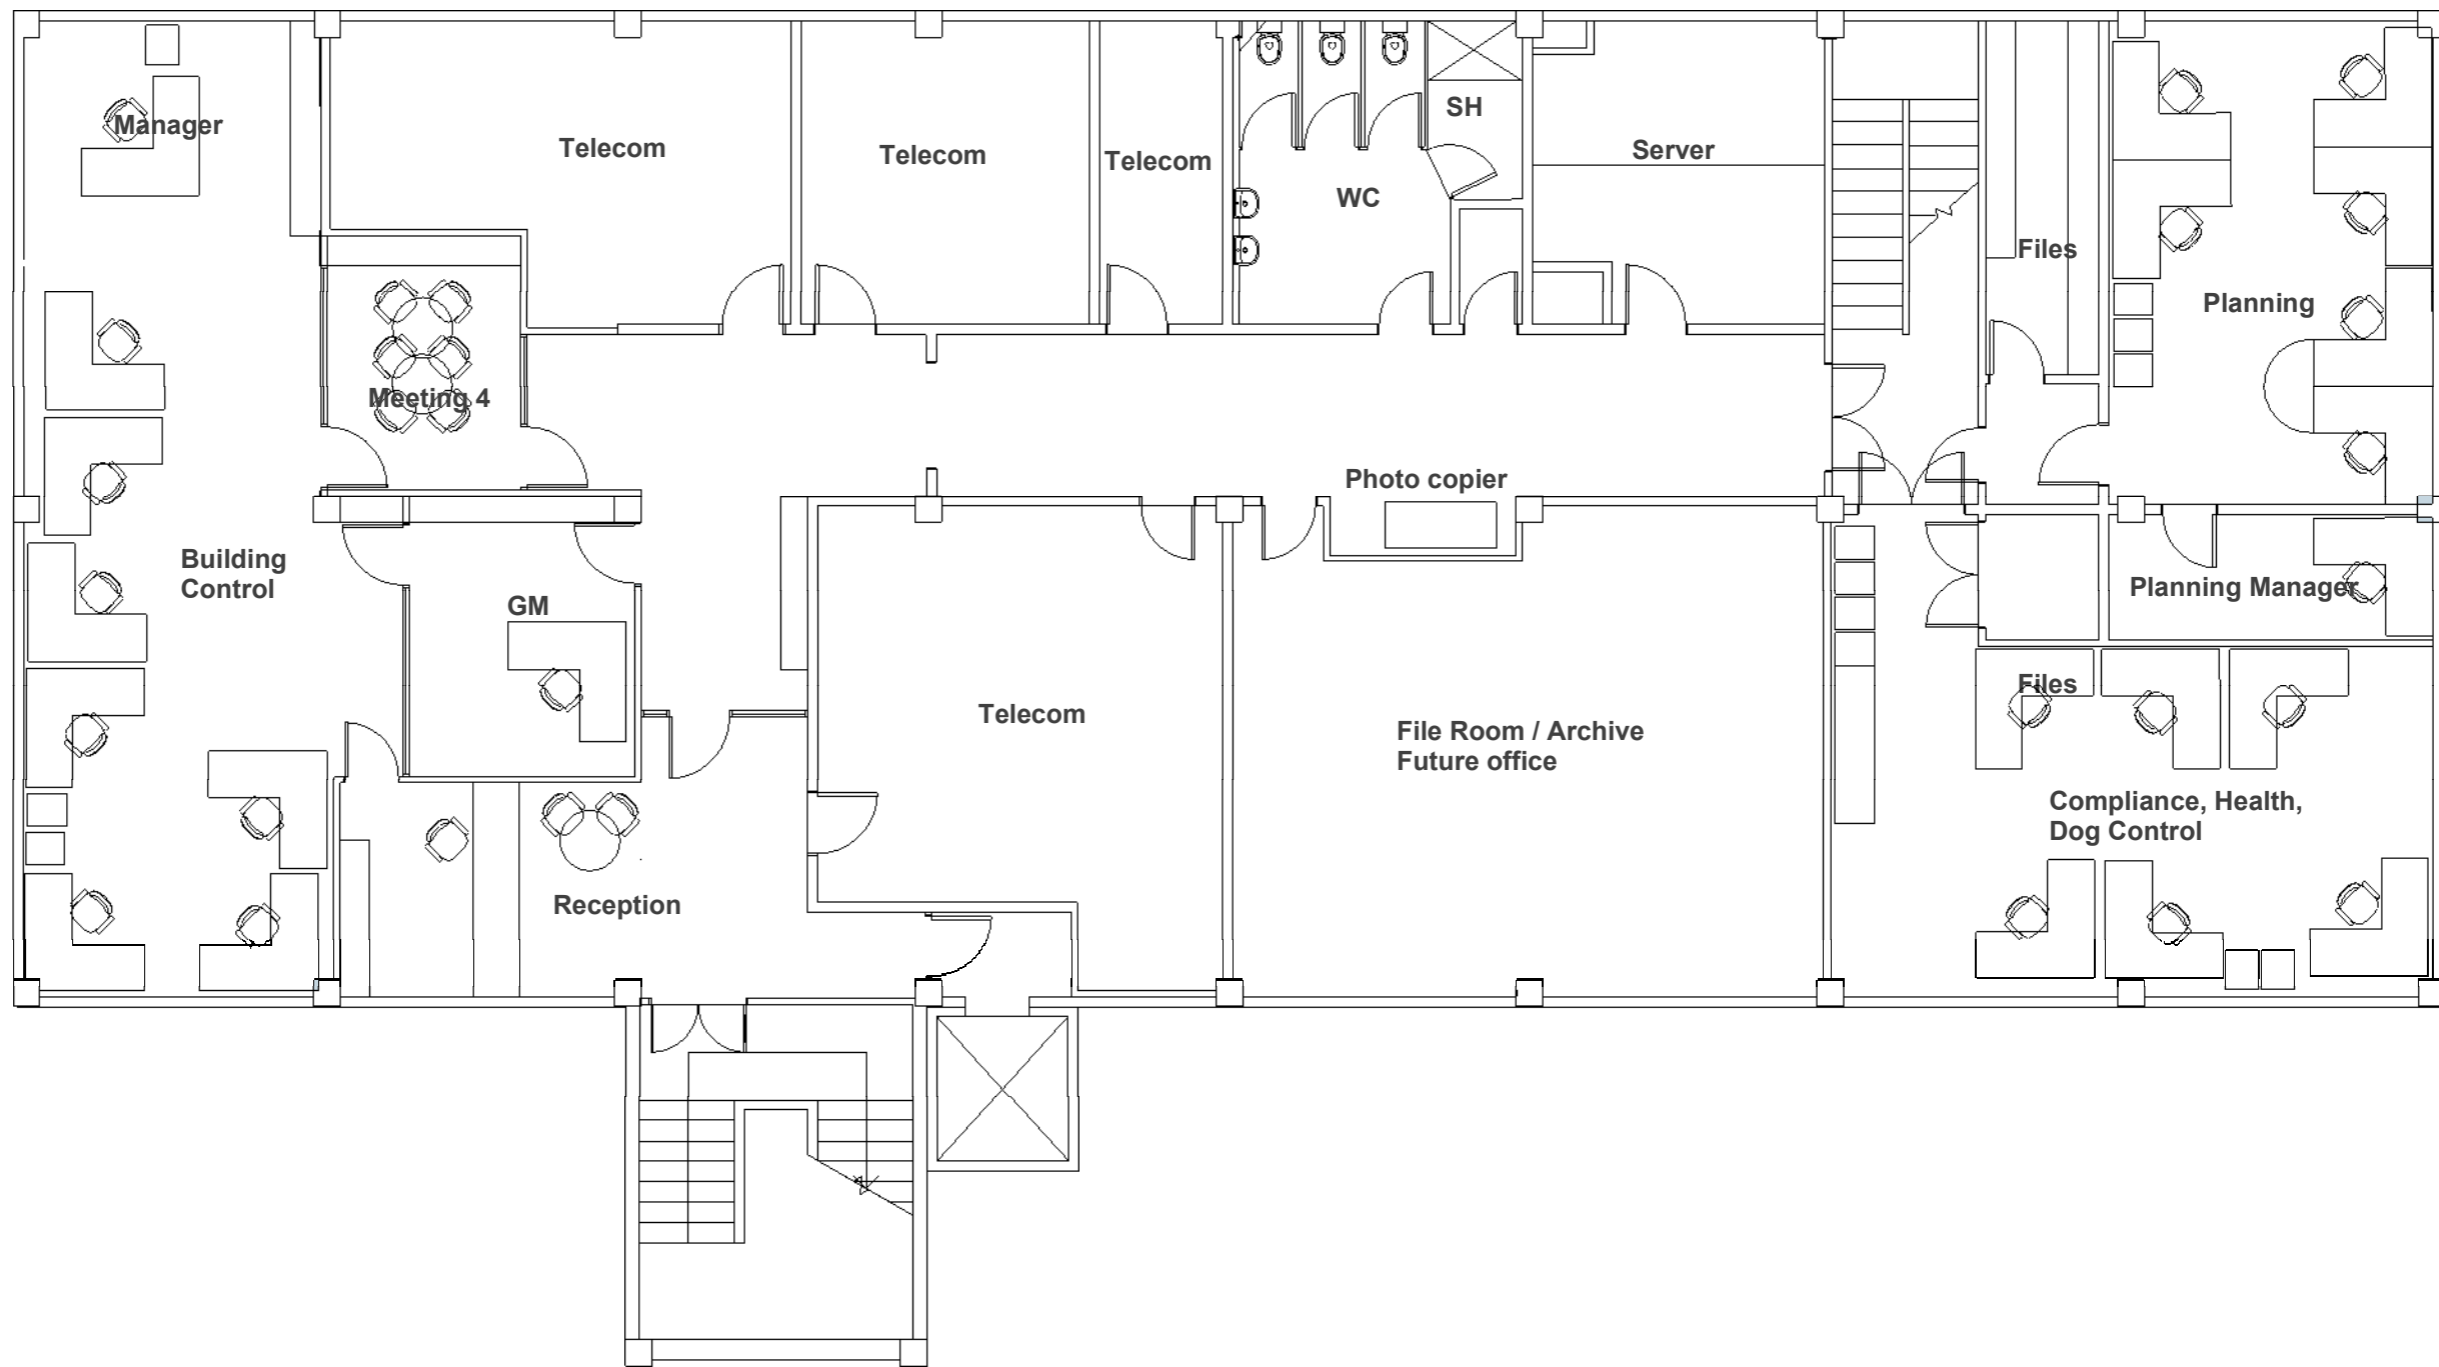 Manager
Telecom
Telecom
Telecom
SH
WC
Server
Files
Planning
Meeting 4
Photo copier
Building
Control
GM
Planning Manager
Files
Telecom
File Room / Archive
Future office
Compliance, Health,
Dog Control
Reception